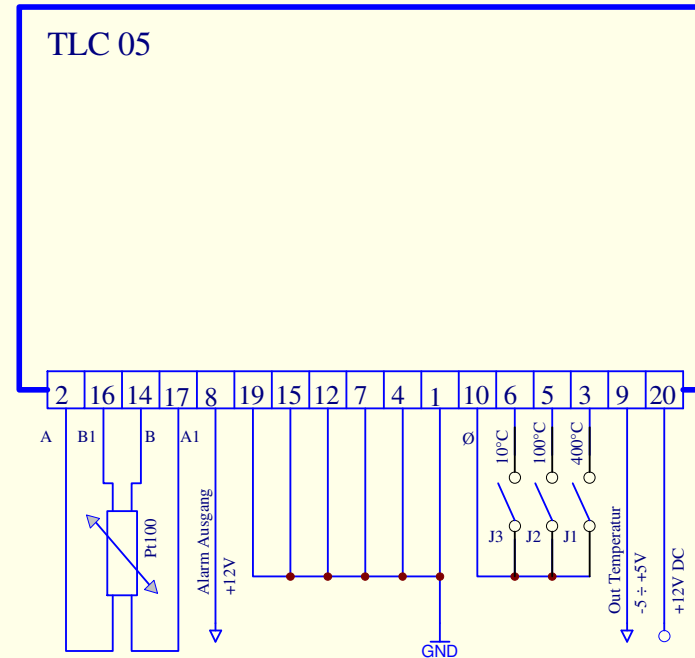 TLC 05
2 16 14 17 8 19 15 12 7 4 1 10 6 5 3 9 20
A B1 B A1 Ø
10°C
100°C
400°C
J3 J2 J1
Pt100
Alarm Ausgang
+12V
Out Temperatur
-5 ÷ +5V
+12V DC
GND